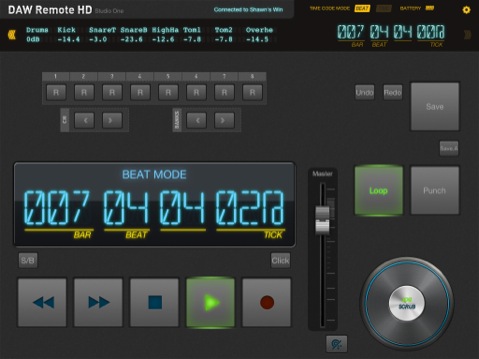 DAW Remote HD Studio One Connected to Shawn's Win TIME CODE MODE: BEAT BATTERY:
Drums Kick SnareT SnareB HighHa Tom1 Tom2 Overhe
0dB -14.4 -3.0 -23.6 -12.6 -7.8 -7.8 -14.5
007 04 04
BAR BEAT TICK
1 2 3 4 5 6 7 8
R R R R R R R R
CH < > BANKS < >
Undo Redo Save
Save A
BEAT MODE
007 04 04
BAR BEAT TICK
Master
Loop Punch
S/B Click
SCRUB